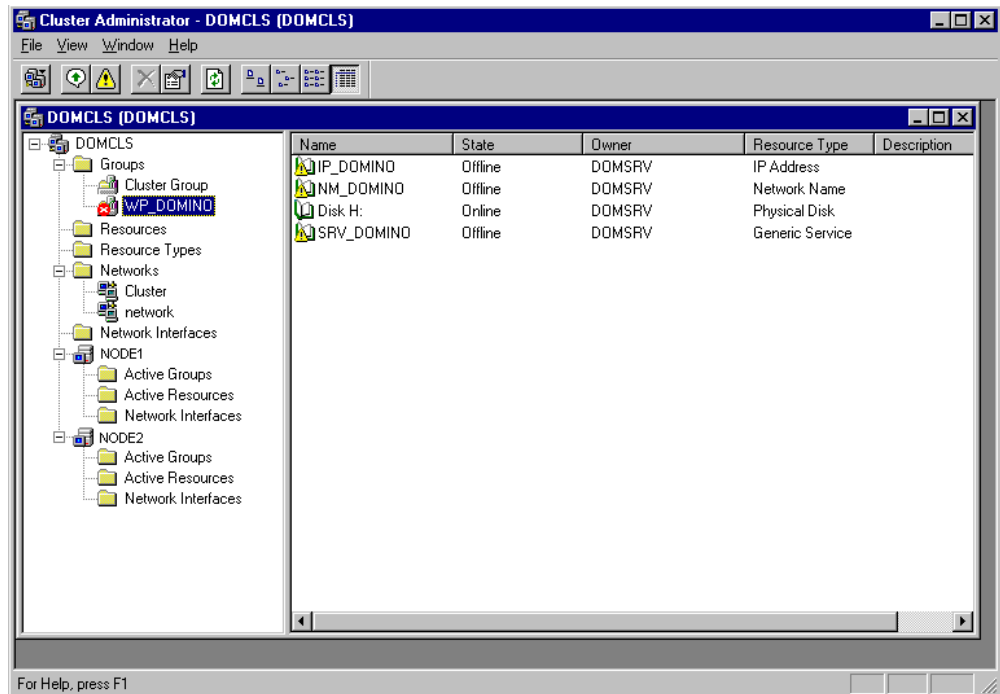 Cluster Administrator - DOMCLS (DOMCLS)
File View Window Help
DOMCLS (DOMCLS)
DOMCLS
Groups
Cluster Group
WP_DOMINO
Resources
Resource Types
Networks
Cluster
network
Network Interfaces
NODE1
Active Groups
Active Resources
Network Interfaces
NODE2
Active Groups
Active Resources
Network Interfaces
Name State Owner Resource Type Description
IP_DOMINO Offline DOMSRV IP Address
NM_DOMINO Offline DOMSRV Network Name
Disk H: Online DOMSRV Physical Disk
SRV_DOMINO Offline DOMSRV Generic Service
For Help, press F1